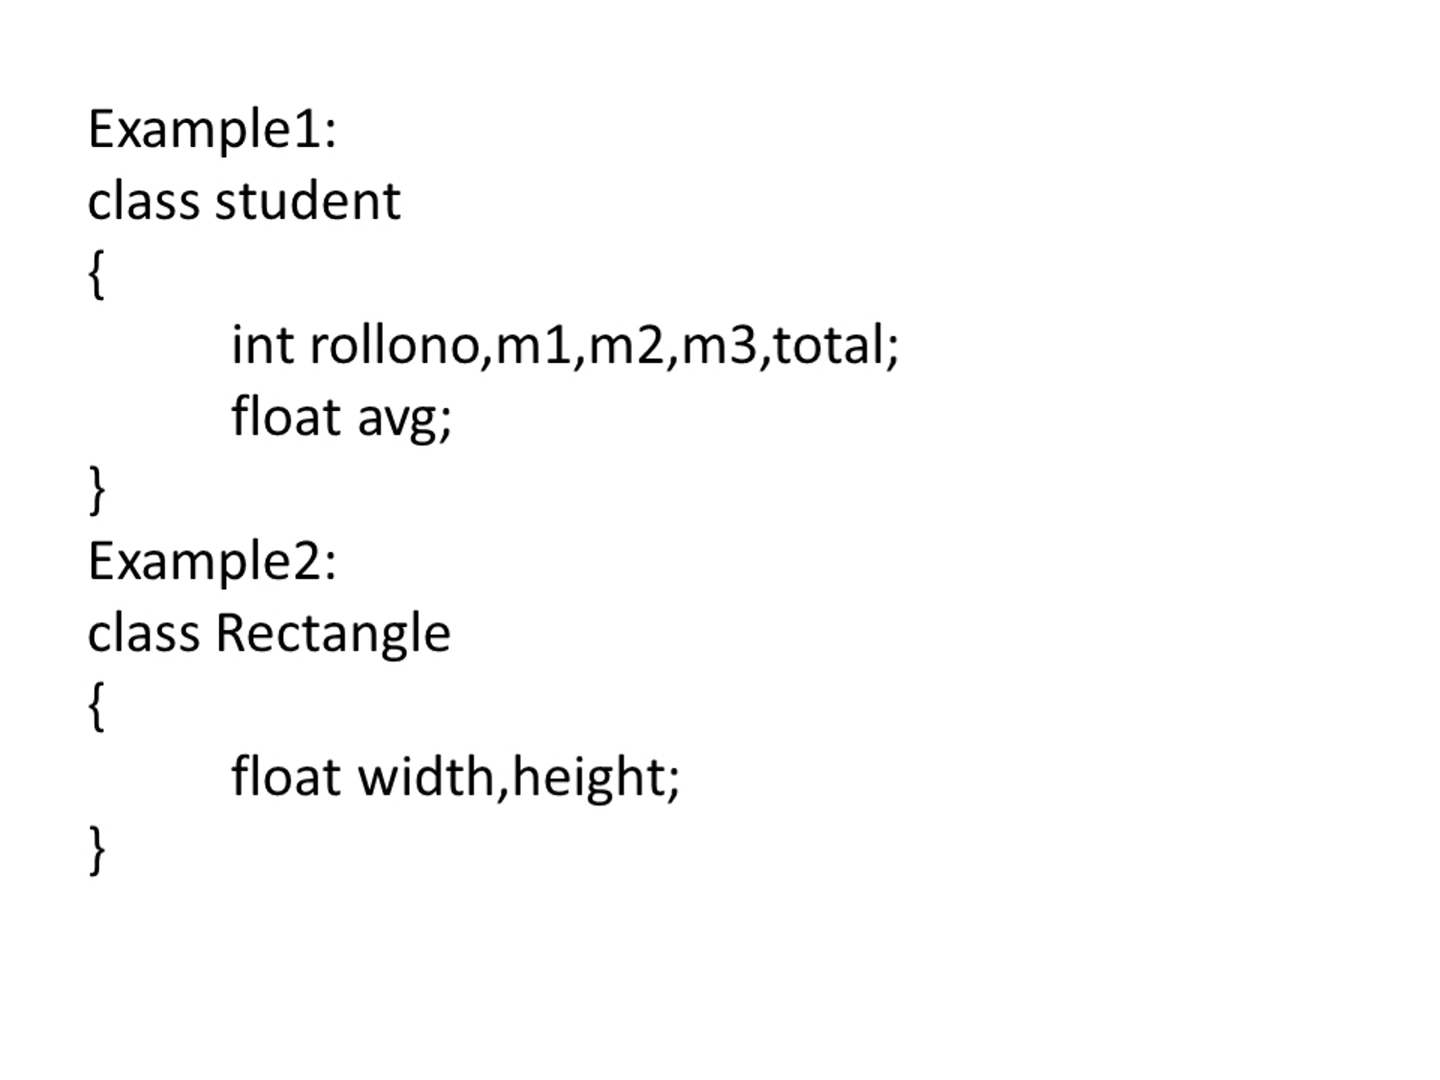 Example1:
class student
{
int rollono,m1,m2,m3,total;
float avg;
}
Example2:
class Rectangle
{
float width,height;
}